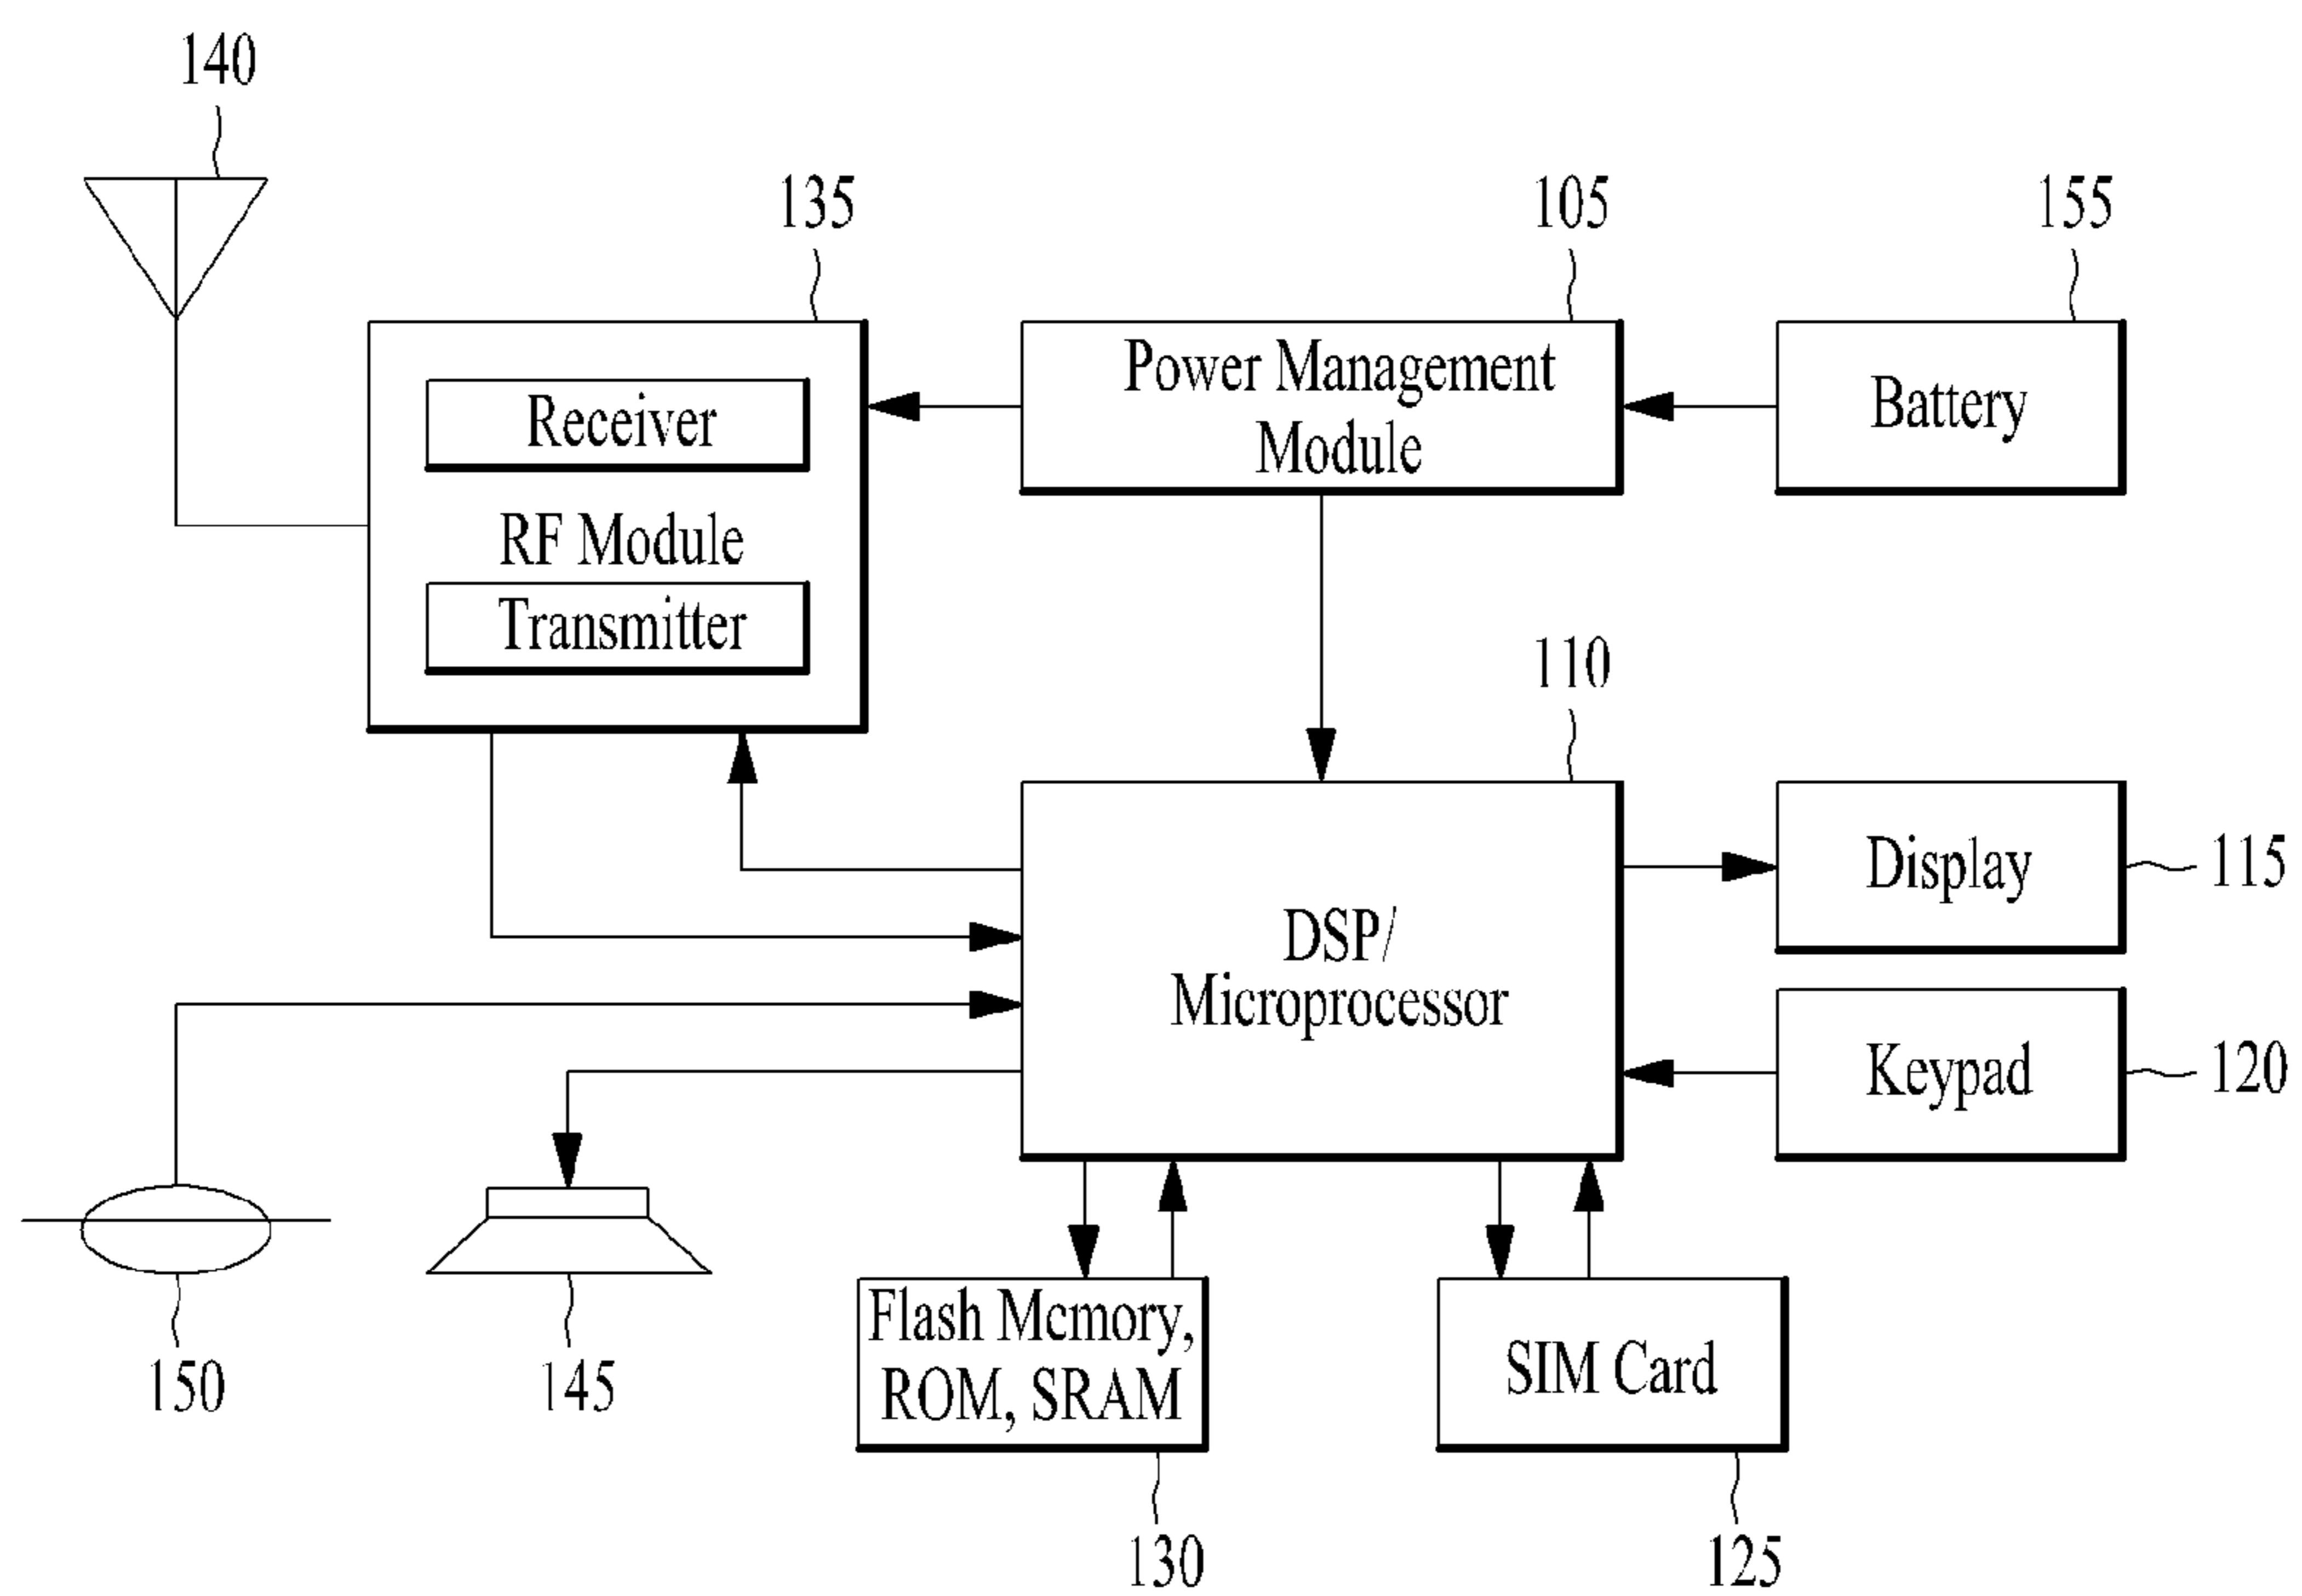 140
135
105
155
Receiver
RF Module
Transmitter
Power Management
Module
Battery
110
DSP/
Microprocessor
Display
115
Keypad
120
150
145
Flash Mcmory,
ROM, SRAM
SIM Card
130
125